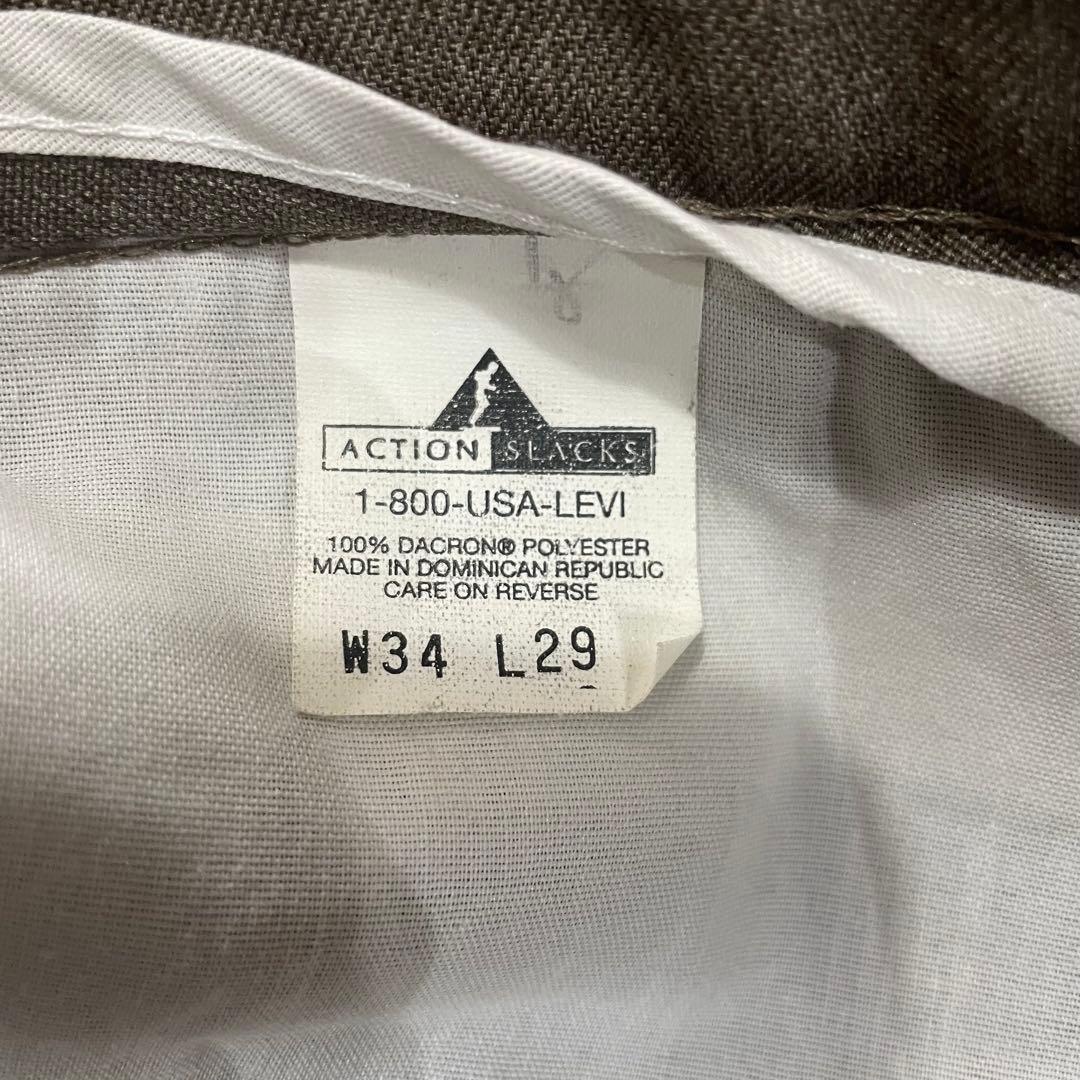 ACTION SLACKS
1-800-USA-LEVI
100% DACRON® POLYESTER
MADE IN DOMINICAN REPUBLIC
CARE ON REVERSE
W34 L29